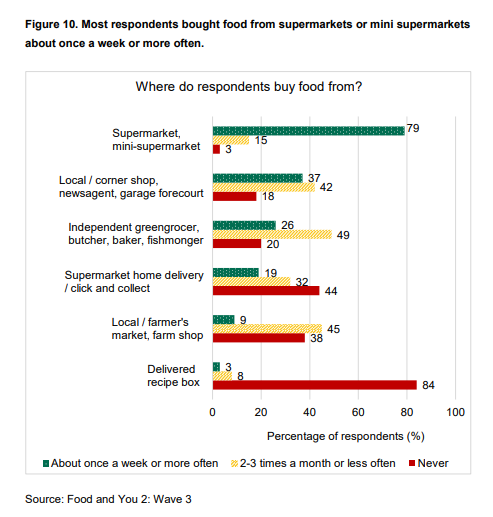 Figure 10. Most respondents bought food from supermarkets or mini supermarkets
about once a week or more often.
Where do respondents buy food from?
Supermarket,
mini-supermarket
79
15
3
Local / corner shop,
newsagent, garage forecourt
37
42
18
Independent greengrocer,
butcher, baker, fishmonger
26
49
20
Supermarket home delivery
/ click and collect
19
32
44
Local / farmer's
market, farm shop
9
45
38
Delivered
recipe box
3
8
84
0 20 40 60 80 100
Percentage of respondents (%)
About once a week or more often 2-3 times a month or less often Never
Source: Food and You 2: Wave 3